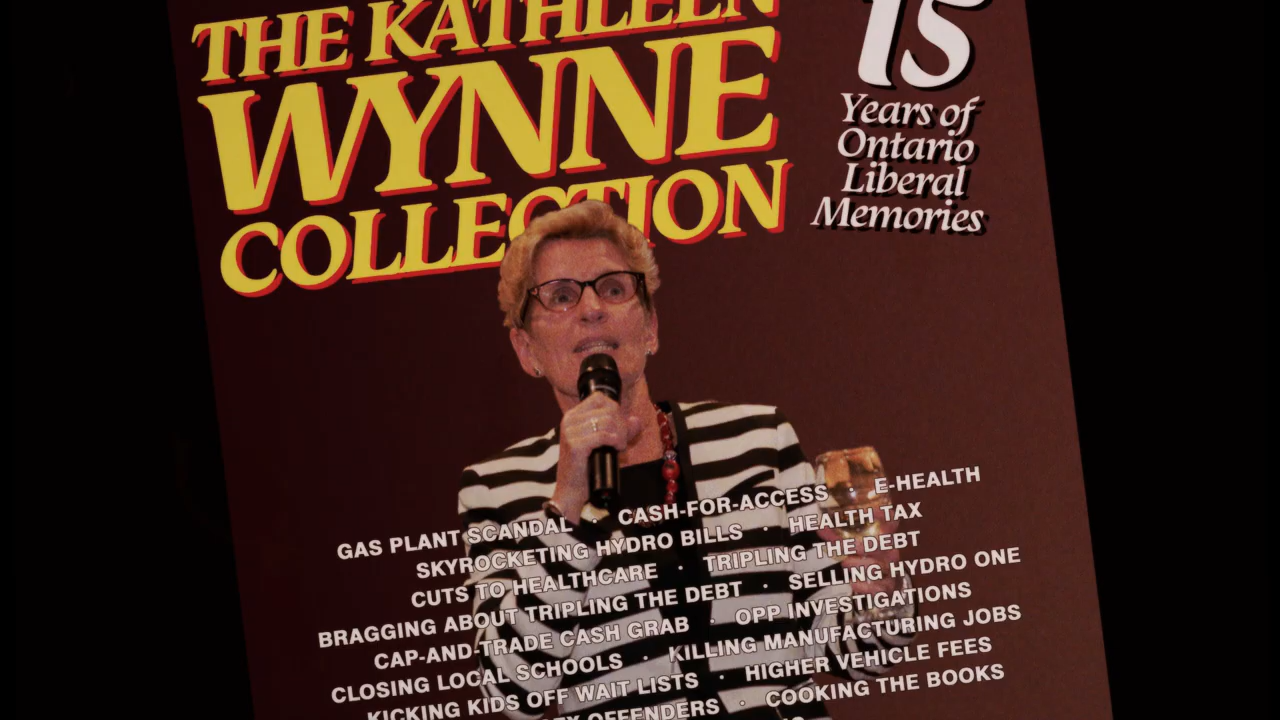 THE KATHLEEN
WYNNE
COLLECTION
15
Years of
Ontario
Liberal
Memories
GAS PLANT SCANDAL · CASH-FOR-ACCESS · E-HEALTH
SKYROCKETING HYDRO BILLS · HEALTH TAX
CUTS TO HEALTHCARE · TRIPLING THE DEBT
BRAGGING ABOUT TRIPLING THE DEBT · SELLING HYDRO ONE
CAP-AND-TRADE CASH GRAB · OPP INVESTIGATIONS
CLOSING LOCAL SCHOOLS · KILLING MANUFACTURING JOBS
KICKING KIDS OFF WAIT LISTS · HIGHER VEHICLE FEES
OFFENDERS · COOKING THE BOOKS